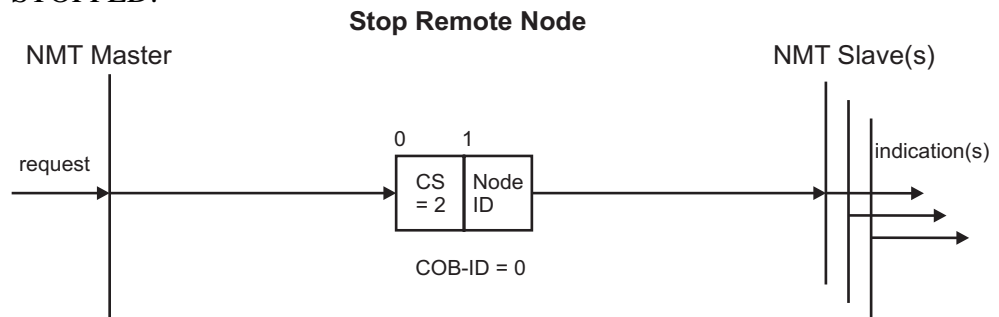 STOPPED.
Stop Remote Node
NMT Master
NMT Slave(s)
0 1
request
indication(s)
CS
= 2
Node
ID
COB-ID = 0